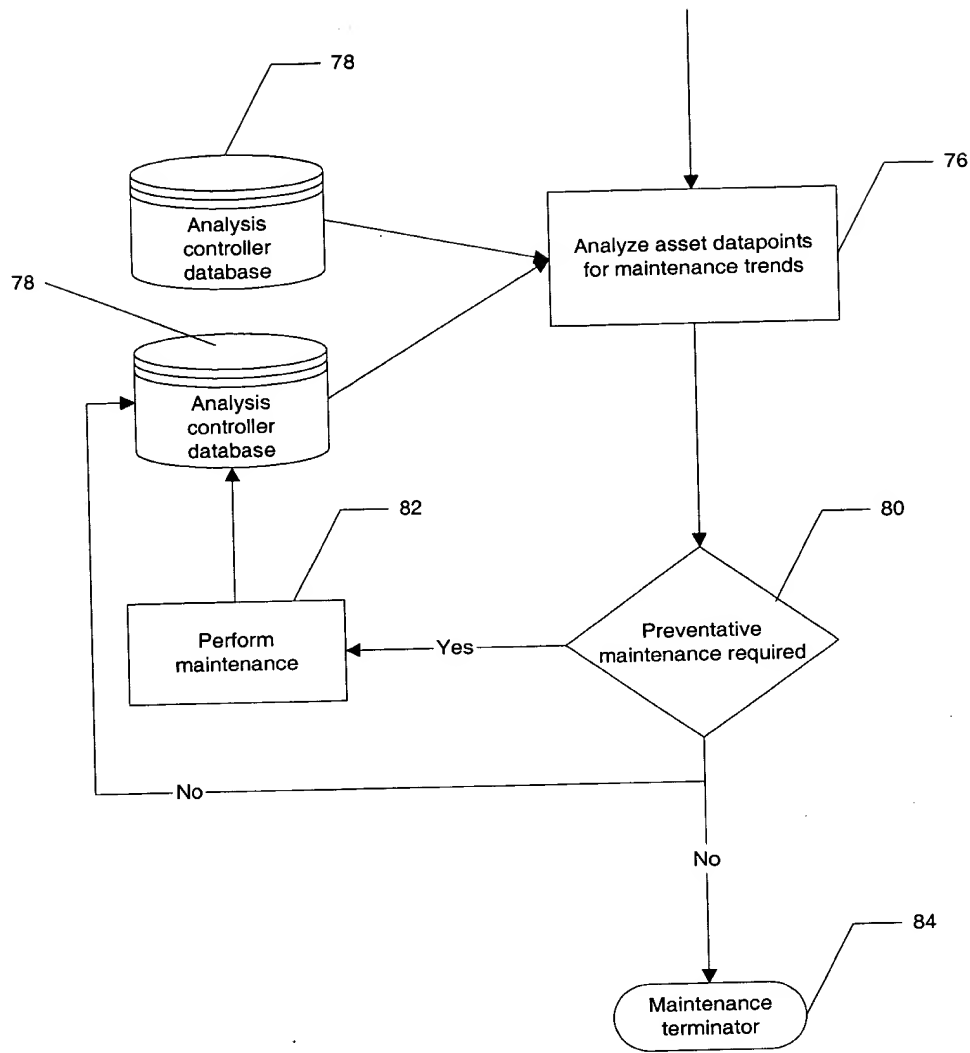 78
76
Analysis
controller
database
Analyze asset datapoints
for maintenance trends
78
Analysis
controller
database
82
80
Perform
maintenance
Yes
Preventative
maintenance required
No
No
84
Maintenance
terminator